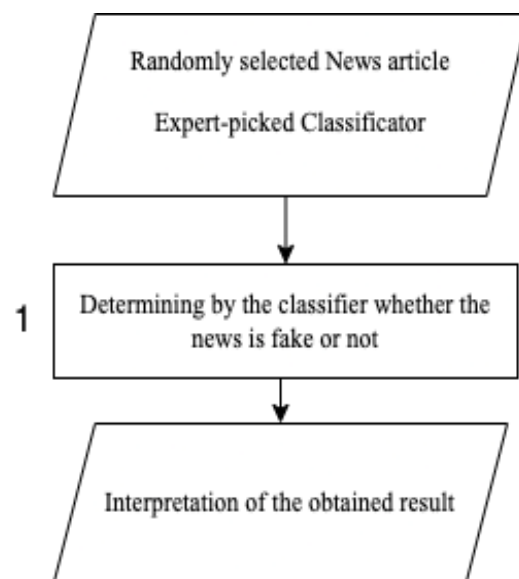 Randomly selected News article
Expert-picked Classificator
1
Determining by the classifier whether the
news is fake or not
Interpretation of the obtained result